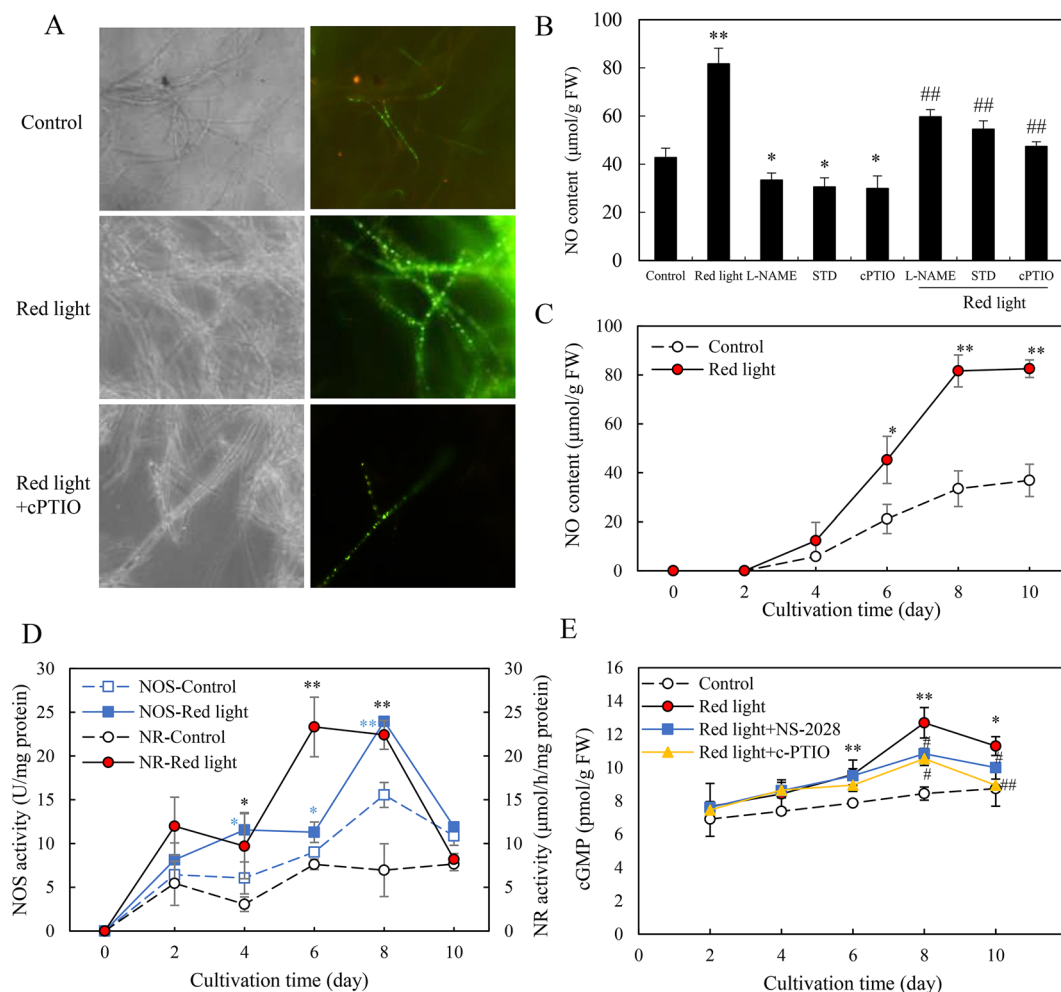 A
Control
Red light
Red light
+cPTIO
B
NO content (μmol/g FW)
100
80
60
40
20
0
**
*
*
*
##
##
##
Control Red light L-NAME STD cPTIO L-NAME STD cPTIO
Red light
C
NO content (μmol/g FW)
100
80
60
40
20
0
Control
Red light
*
**
**
0 2 4 6 8 10
Cultivation time (day)
D
NOS activity (U/mg protein)
30
25
20
15
10
5
0
NOS-Control
NOS-Red light
NR-Control
NR-Red light
**
**
**
*
*
*
30
25
20
15
10
5
0
NR activity (μmol/h/mg protein)
0 2 4 6 8 10
Cultivation time (day)
E
cGMP (pmol/g FW)
16
14
12
10
8
6
4
2
0
Control
Red light
Red light+NS-2028
Red light+c-PTIO
**
**
*
#
#
#
##
0 2 4 6 8 10
Cultivation time (day)